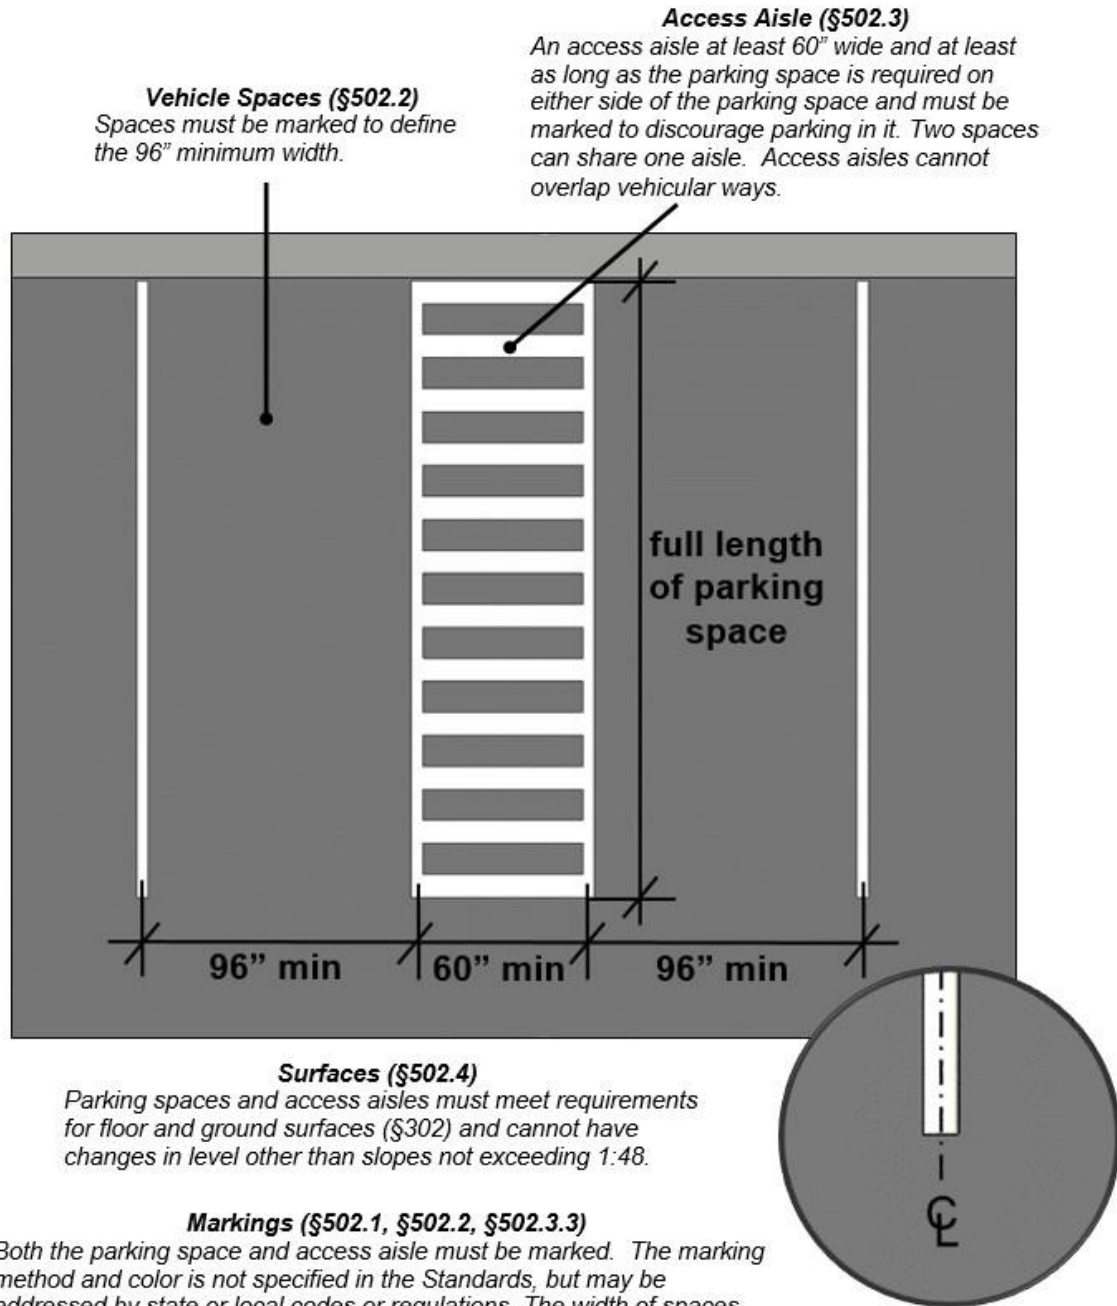 Access Aisle (§502.3)
An access aisle at least 60” wide and at least
as long as the parking space is required on
either side of the parking space and must be
marked to discourage parking in it. Two spaces
can share one aisle. Access aisles cannot
overlap vehicular ways.
Vehicle Spaces (§502.2)
Spaces must be marked to define
the 96” minimum width.
full length
of parking
space
96” min
60” min
96” min
℄
Surfaces (§502.4)
Parking spaces and access aisles must meet requirements
for floor and ground surfaces (§302) and cannot have
changes in level other than slopes not exceeding 1:48.
Markings (§502.1, §502.2, §502.3.3)
Both the parking space and access aisle must be marked. The marking
method and color is not specified in the Standards, but may be
addressed by state or local codes or regulations. The width of spaces